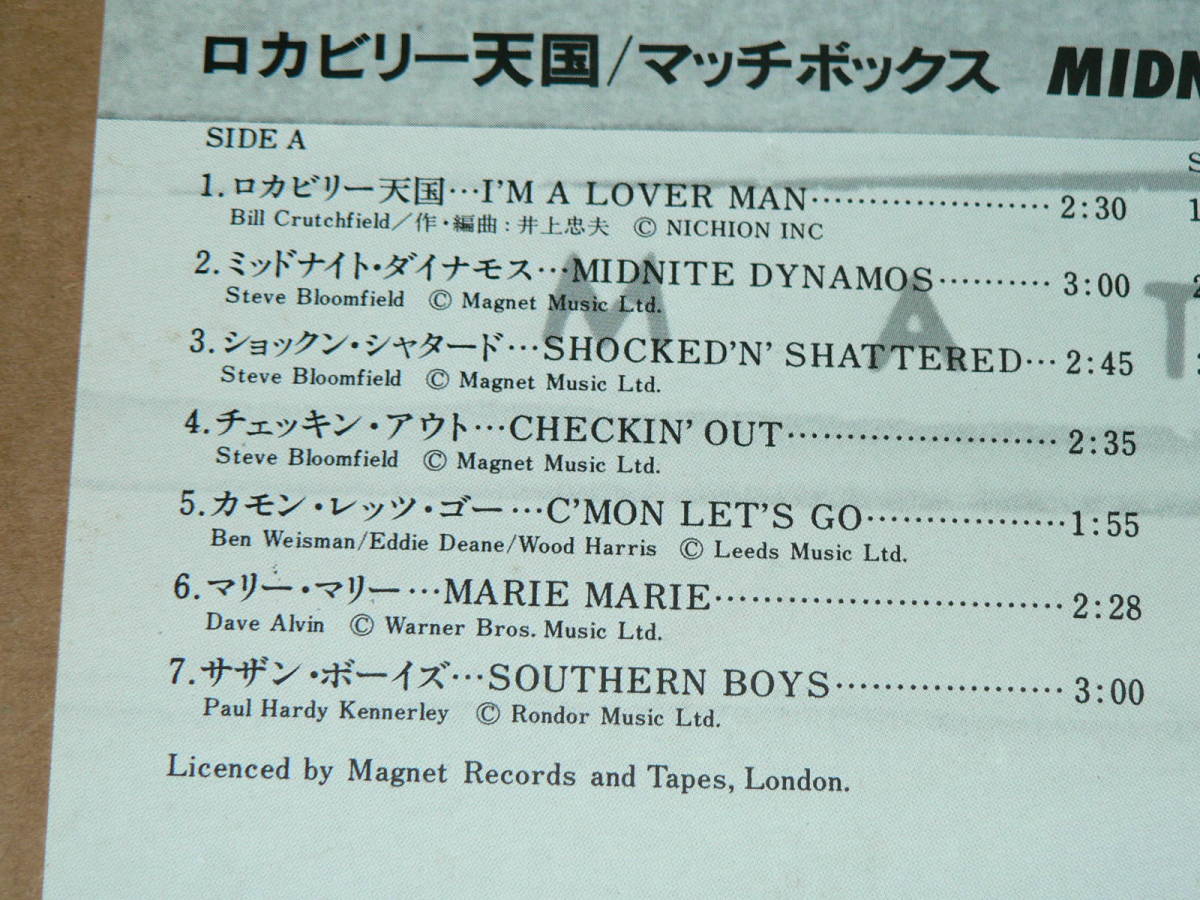 ロカビリー天国/マッチボックス MIDN
SIDE A
1.ロカビリー天国…I'M A LOVER MAN…………………2:30
Bill Crutchfield／作・編曲：井上忠夫 © NICHION INC
2.ミッドナイト・ダイナモス…MIDNITE DYNAMOS…………3:00
Steve Bloomfield © Magnet Music Ltd.
3.ショックン・シャタード…SHOCKED'N' SHATTERED…2:45
Steve Bloomfield © Magnet Music Ltd.
4.チェッキン・アウト…CHECKIN' OUT………………………2:35
Steve Bloomfield © Magnet Music Ltd.
5.カモン・レッツ・ゴー…C'MON LET'S GO………………1:55
Ben Weisman/Eddie Deane/Wood Harris © Leeds Music Ltd.
6.マリー・マリー…MARIE MARIE……………………………2:28
Dave Alvin © Warner Bros. Music Ltd.
7.サザン・ボーイズ…SOUTHERN BOYS…………………3:00
Paul Hardy Kennerley © Rondor Music Ltd.
Licenced by Magnet Records and Tapes, London.
M A T